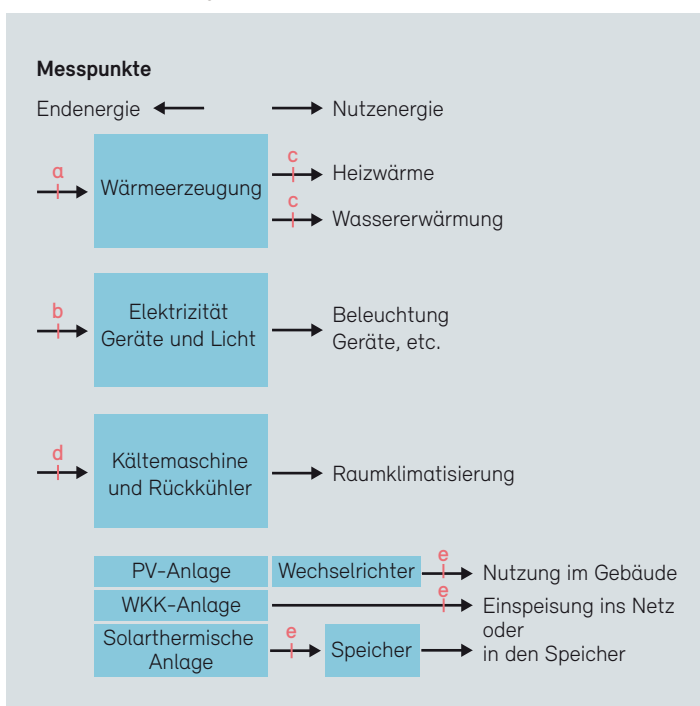 Messpunkte
Endenergie
Nutzenergie
a
Wärmeerzeugung
c
Heizwärme
c
Wassererwärmung
b
Elektrizität
Geräte und Licht
Beleuchtung
Geräte, etc.
d
Kältemaschine
und Rückkühler
Raumklimatisierung
PV-Anlage
Wechselrichter
e
Nutzung im Gebäude
WKK-Anlage
e
Einspeisung ins Netz
oder
in den Speicher
Solarthermische
Anlage
e
Speicher